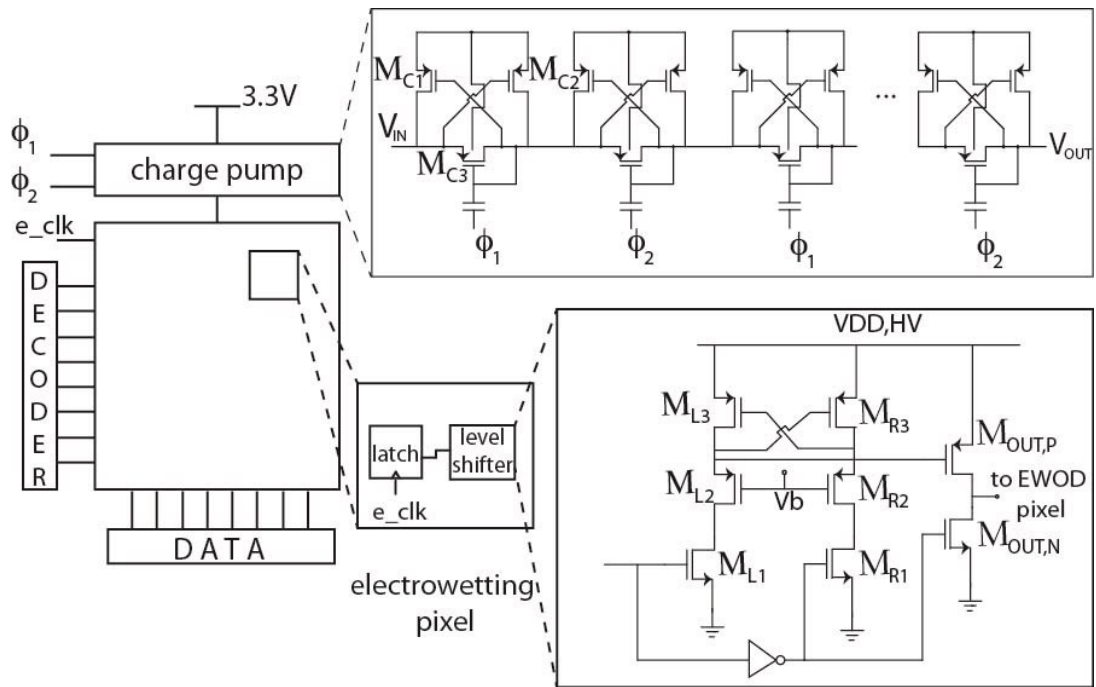 3.3V
ϕ1
ϕ2
charge pump
e_clk
D
E
C
O
D
E
R
DATA
MC1
MC2
VIN
MC3
...
VOUT
ϕ1
ϕ2
ϕ1
ϕ2
latch
level
shifter
e_clk
electrowetting
pixel
VDD,HV
ML3
MR3
MOUT,P
ML2
Vb
MR2
to EWOD
pixel
ML1
MR1
MOUT,N